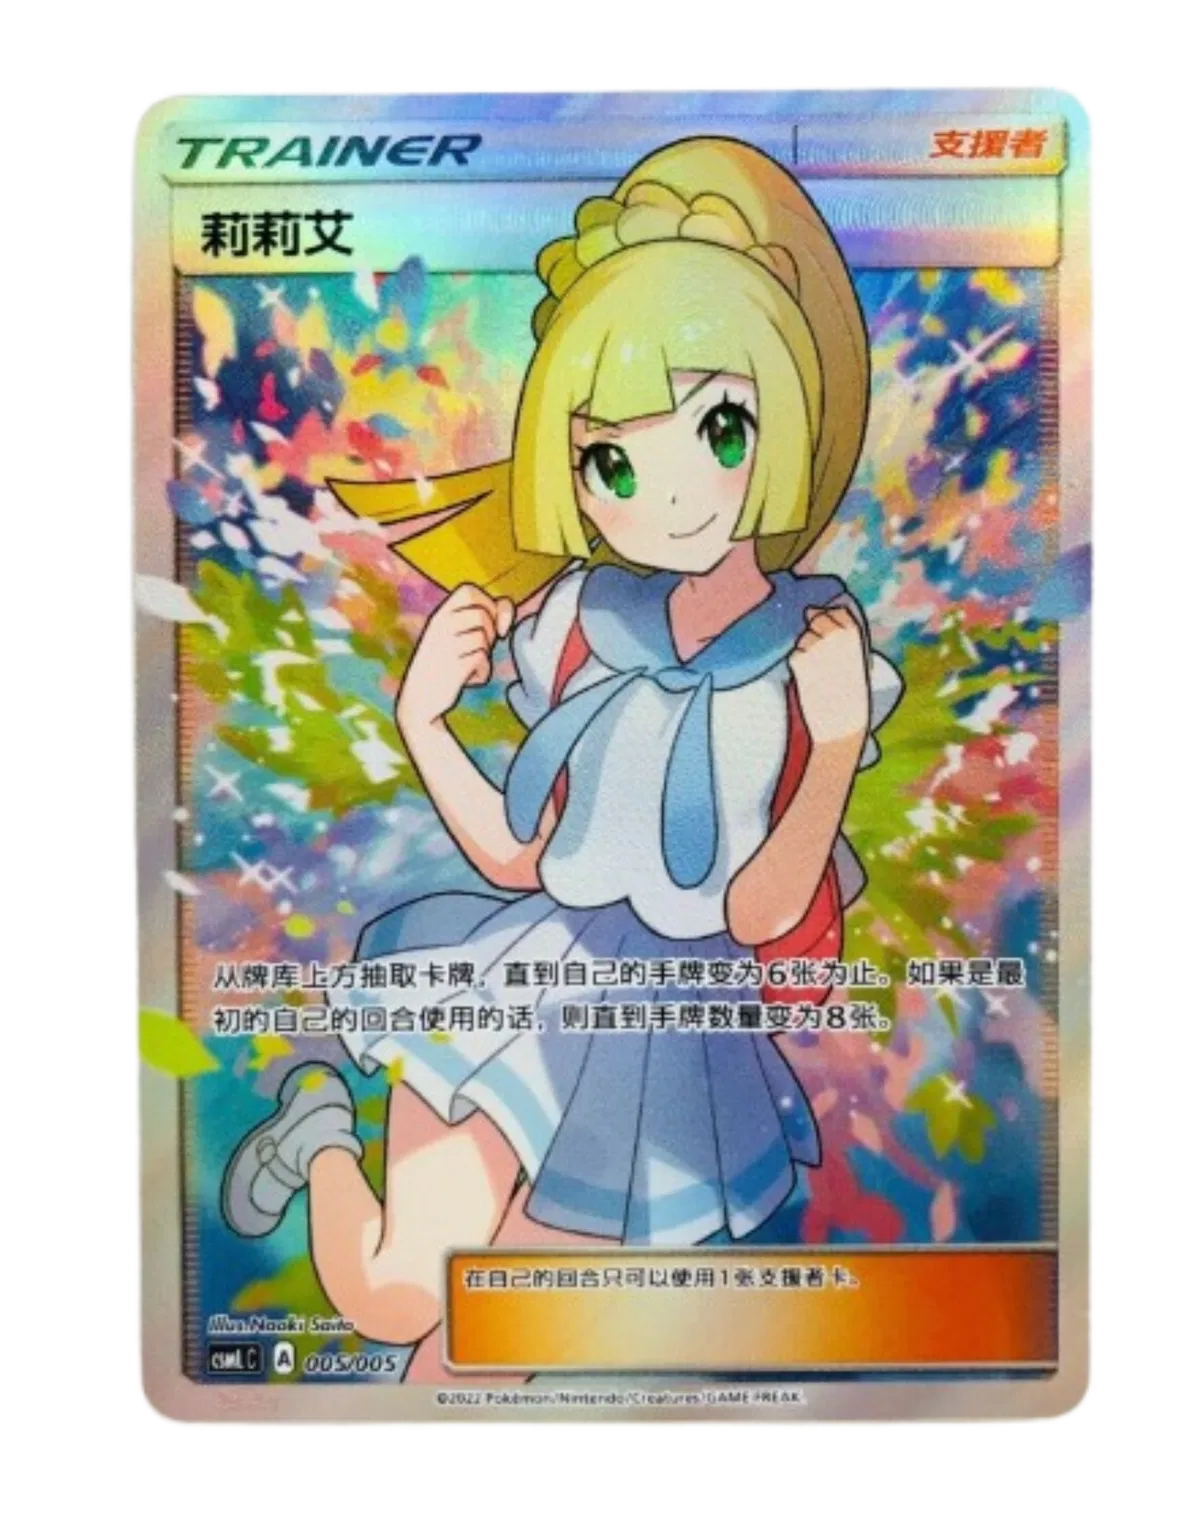 TRAINER
支援者
莉莉艾
从牌库上方抽取卡牌，直到自己的手牌变为6张为止。如果是最
初的自己的回合使用的话，则直到手牌数量变为8张。
在自己的回合只可以使用1张支援者卡。
Illus.Naoki Saito
CSML C A 005/005
©2022 Pokémon/Nintendo/Creatures/GAME FREAK.